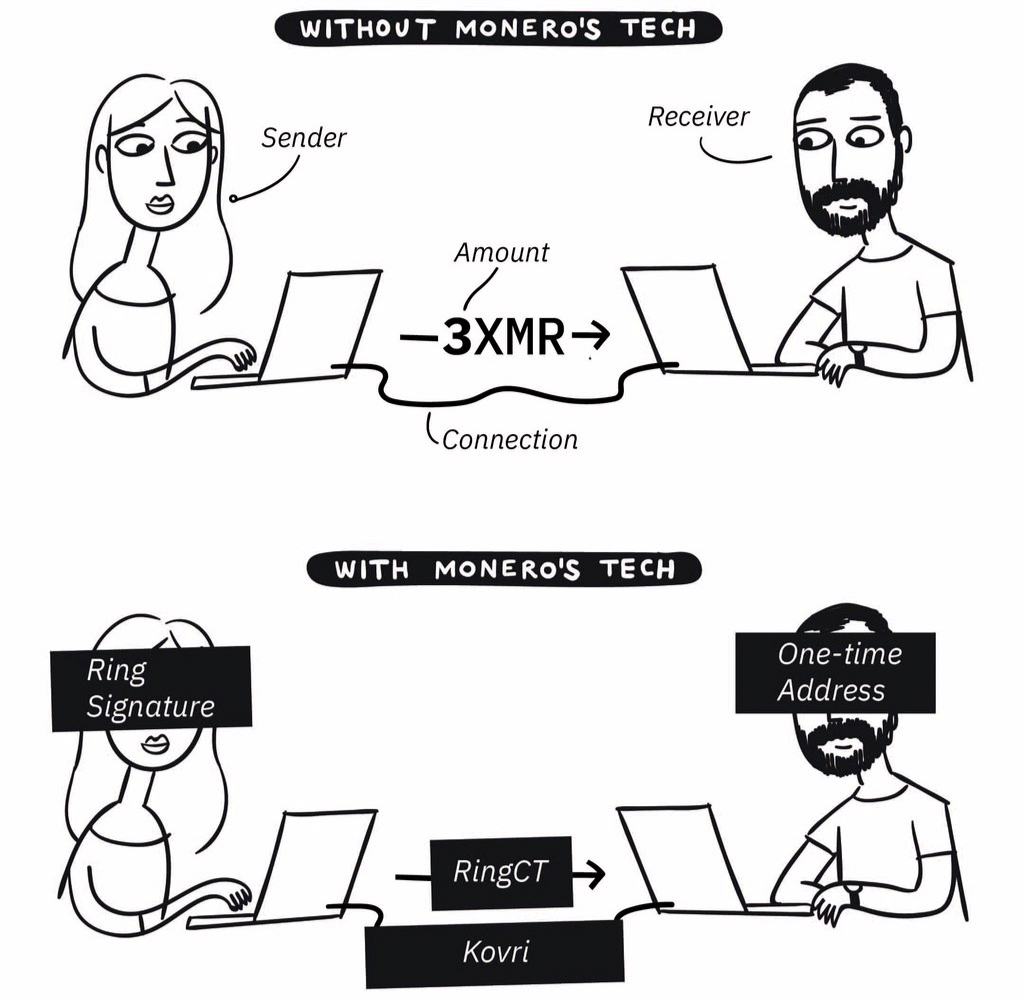 WITHOUT MONERO'S TECH
Sender
Receiver
Amount
3XMR
Connection
WITH MONERO'S TECH
Ring
Signature
One-time
Address
RingCT
Kovri